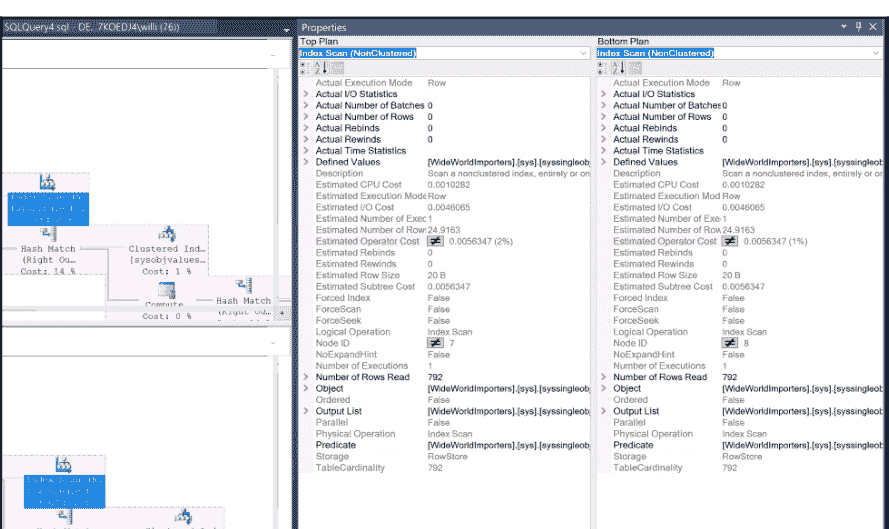 SQLQuery4.sql - DE. 7KOEDJ4\willi (76))
Hash Match
(Right Ou...
Cost: 14 %
Clustered Ind...
[sysobjvalues...
Cost: 1 %
Compute
Cost: 0 %
Hash Match
(Right Ou...
Properties
Top Plan
Index Scan (NonClustered)
Actual Execution Mode Row
Actual I/O Statistics
Actual Number of Batches 0
Actual Number of Rows 0
Actual Rebinds 0
Actual Rewinds 0
Actual Time Statistics
Defined Values [WideWorldImporters].[sys].[syssingleob
Description Scan a nonclustered index, entirely or on
Estimated CPU Cost 0.0010282
Estimated Execution Mode Row
Estimated I/O Cost 0.0046065
Estimated Number of Exec 1
Estimated Number of Row 24.9163
Estimated Operator Cost ≠ 0.0056347 (2%)
Estimated Rebinds 0
Estimated Rewinds 0
Estimated Row Size 20 B
Estimated Subtree Cost 0.0056347
Forced Index False
ForceScan False
ForceSeek False
Logical Operation Index Scan
Node ID ≠ 7
NoExpandHint False
Number of Executions 1
Number of Rows Read 792
Object [WideWorldImporters].[sys].[syssingleob
Ordered False
Output List [WideWorldImporters].[sys].[syssingleob
Parallel False
Physical Operation Index Scan
Predicate [WideWorldImporters].[sys].[syssingleob
Storage RowStore
TableCardinality 792
Bottom Plan
Index Scan (NonClustered)
Actual Execution Mode Row
Actual I/O Statistics
Actual Number of Batches 0
Actual Number of Rows 0
Actual Rebinds 0
Actual Rewinds 0
Actual Time Statistics
Defined Values [WideWorldImporters].[sys].[syssingleob
Description Scan a nonclustered index, entirely or or
Estimated CPU Cost 0.0010282
Estimated Execution Mod Row
Estimated I/O Cost 0.0046065
Estimated Number of Exe 1
Estimated Number of Row 24.9163
Estimated Operator Cost ≠ 0.0056347 (1%)
Estimated Rebinds 0
Estimated Rewinds 0
Estimated Row Size 20 B
Estimated Subtree Cost 0.0056347
Forced Index False
ForceScan False
ForceSeek False
Logical Operation Index Scan
Node ID ≠ 8
NoExpandHint False
Number of Executions 1
Number of Rows Read 792
Object [WideWorldImporters].[sys].[syssingleob
Ordered False
Output List [WideWorldImporters].[sys].[syssingleob
Parallel False
Physical Operation Index Scan
Predicate [WideWorldImporters].[sys].[syssingleob
Storage RowStore
TableCardinality 792